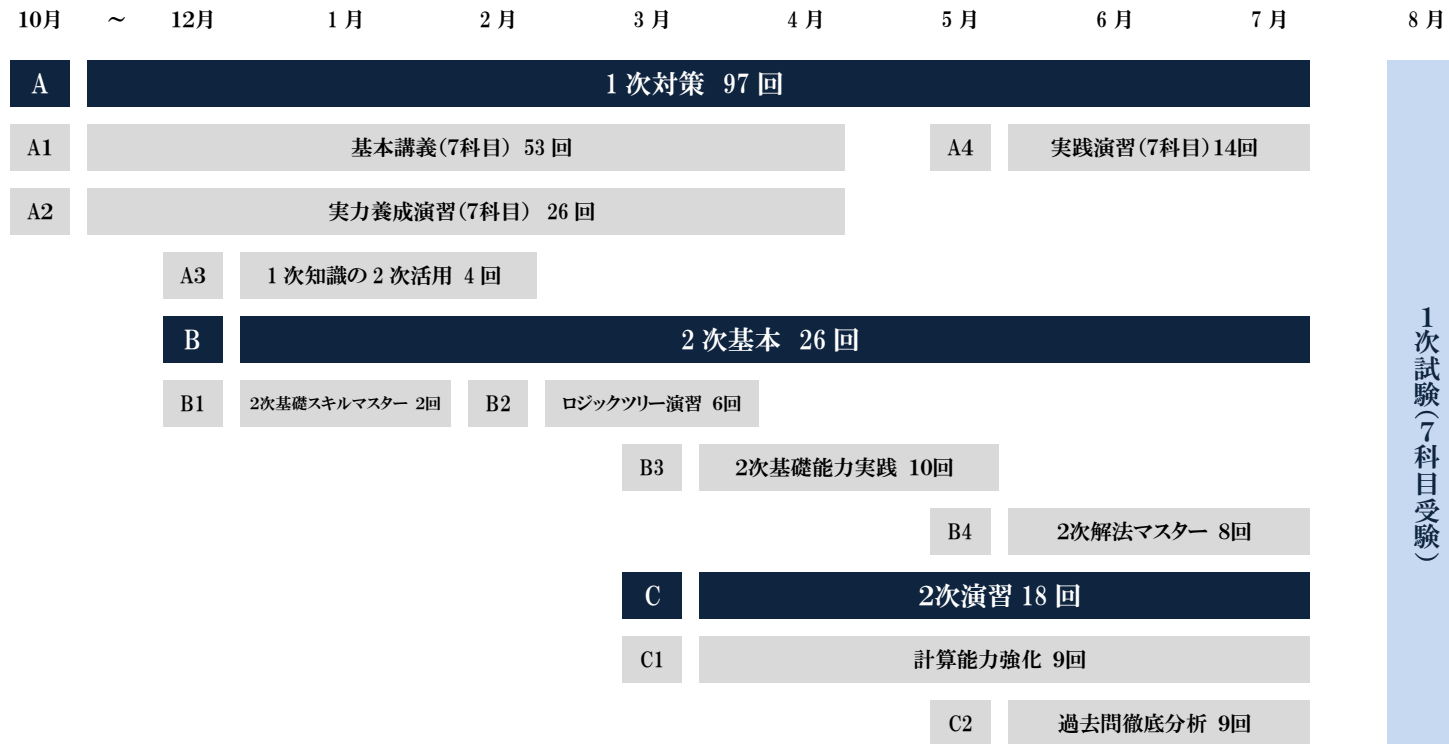 10月 ～ 12月 1月 2月 3月 4月 5月 6月 7月 8月
A 1次対策 97回
A1 基本講義(7科目) 53回 A4 実践演習(7科目)14回
A2 実力養成演習(7科目) 26回
A3 1次知識の2次活用 4回
B 2次基本 26回
B1 2次基礎スキルマスター 2回 B2 ロジックツリー演習 6回
B3 2次基礎能力実践 10回
B4 2次解法マスター 8回
C 2次演習 18回
C1 計算能力強化 9回
C2 過去問徹底分析 9回
1次試験(7科目受験)